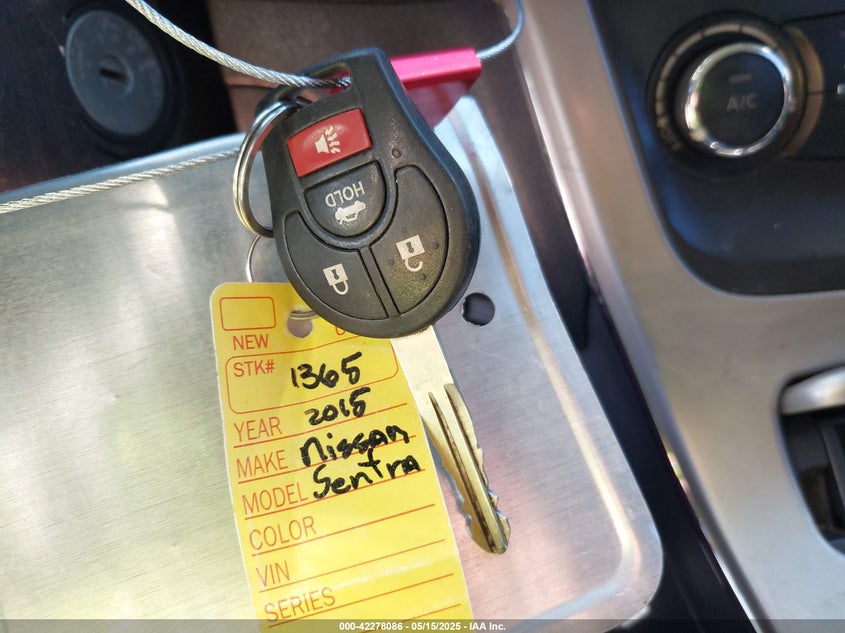 A/C
HOLD
NEW
STK# 1365
YEAR 2015
MAKE Nissan
MODEL Sentra
COLOR
VIN
SERIES
000-42278086 - 05/15/2025 - IAA Inc.